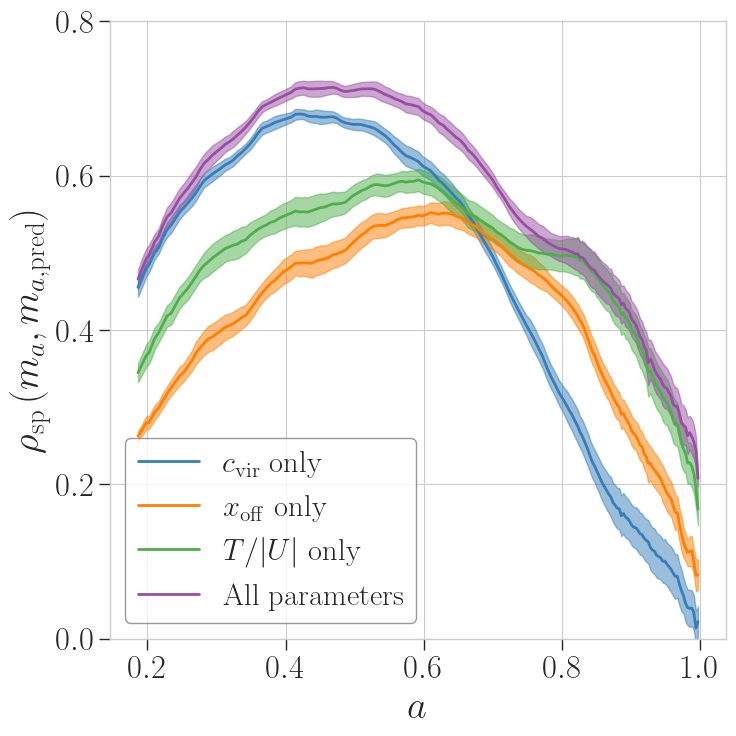 0.8
0.6
0.4
0.2
0.0
ρsp(ma, ma,pred)
cvir only
xoff only
T/|U| only
All parameters
0.2 0.4 0.6 0.8 1.0
a